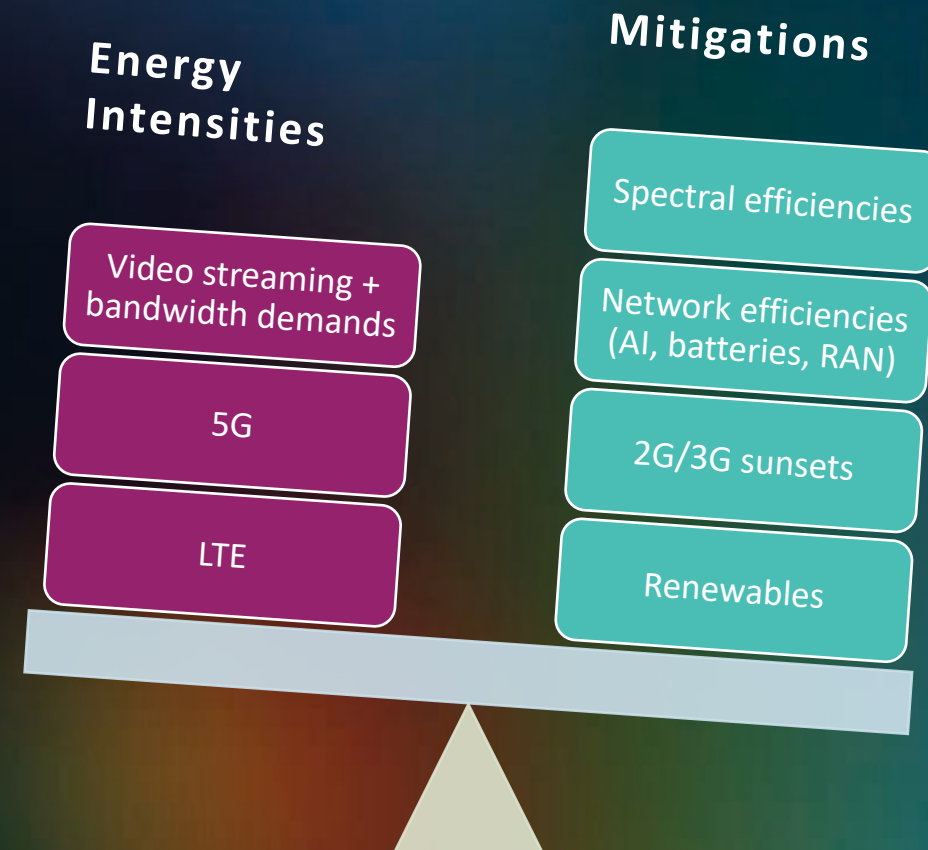 Energy
Intensities
Video streaming +
bandwidth demands
5G
LTE
Mitigations
Spectral efficiencies
Network efficiencies
(AI, batteries, RAN)
2G/3G sunsets
Renewables